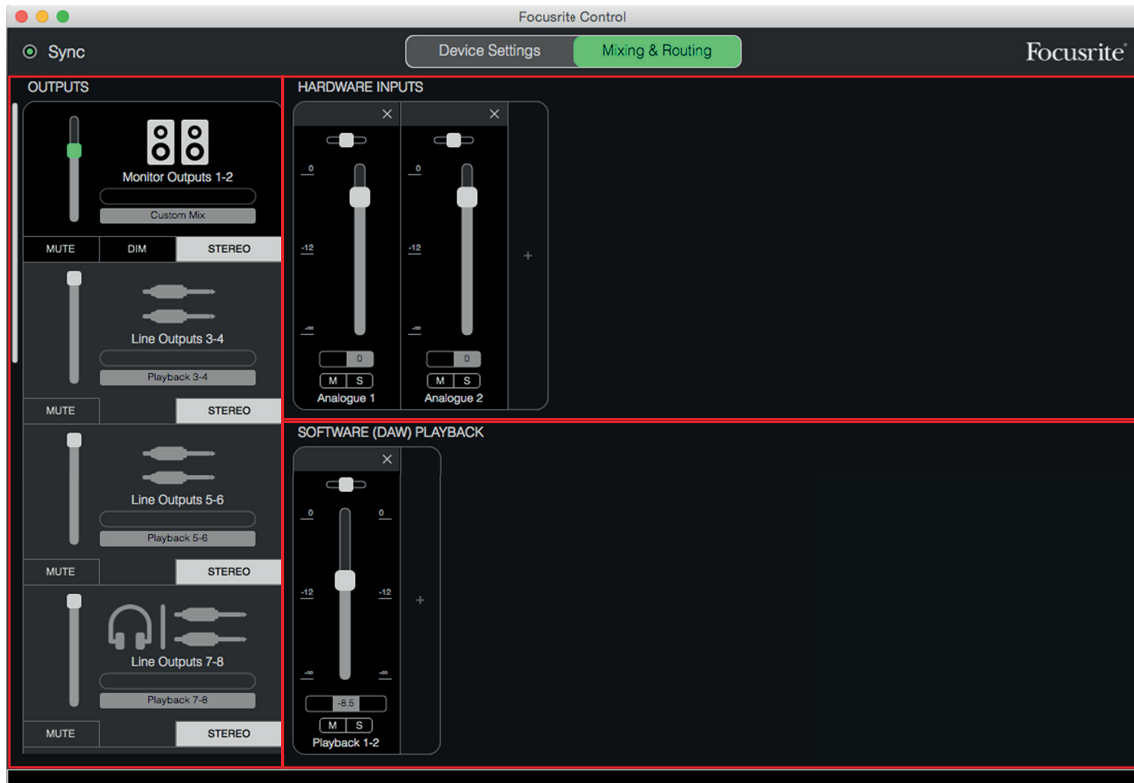 Focusrite Control
Sync
Device Settings
Mixing & Routing
Focusrite®
OUTPUTS
Monitor Outputs 1-2
Custom Mix
MUTE DIM STEREO
Line Outputs 3-4
Playback 3-4
MUTE STEREO
Line Outputs 5-6
Playback 5-6
MUTE STEREO
Line Outputs 7-8
Playback 7-8
MUTE STEREO
HARDWARE INPUTS
× ×
0 0
-12 -12
+
-∞ -∞
0 0
M S M S
Analogue 1 Analogue 2
SOFTWARE (DAW) PLAYBACK
×
0 0
-12 -12
+
-∞ -∞
-8.5
M S
Playback 1-2